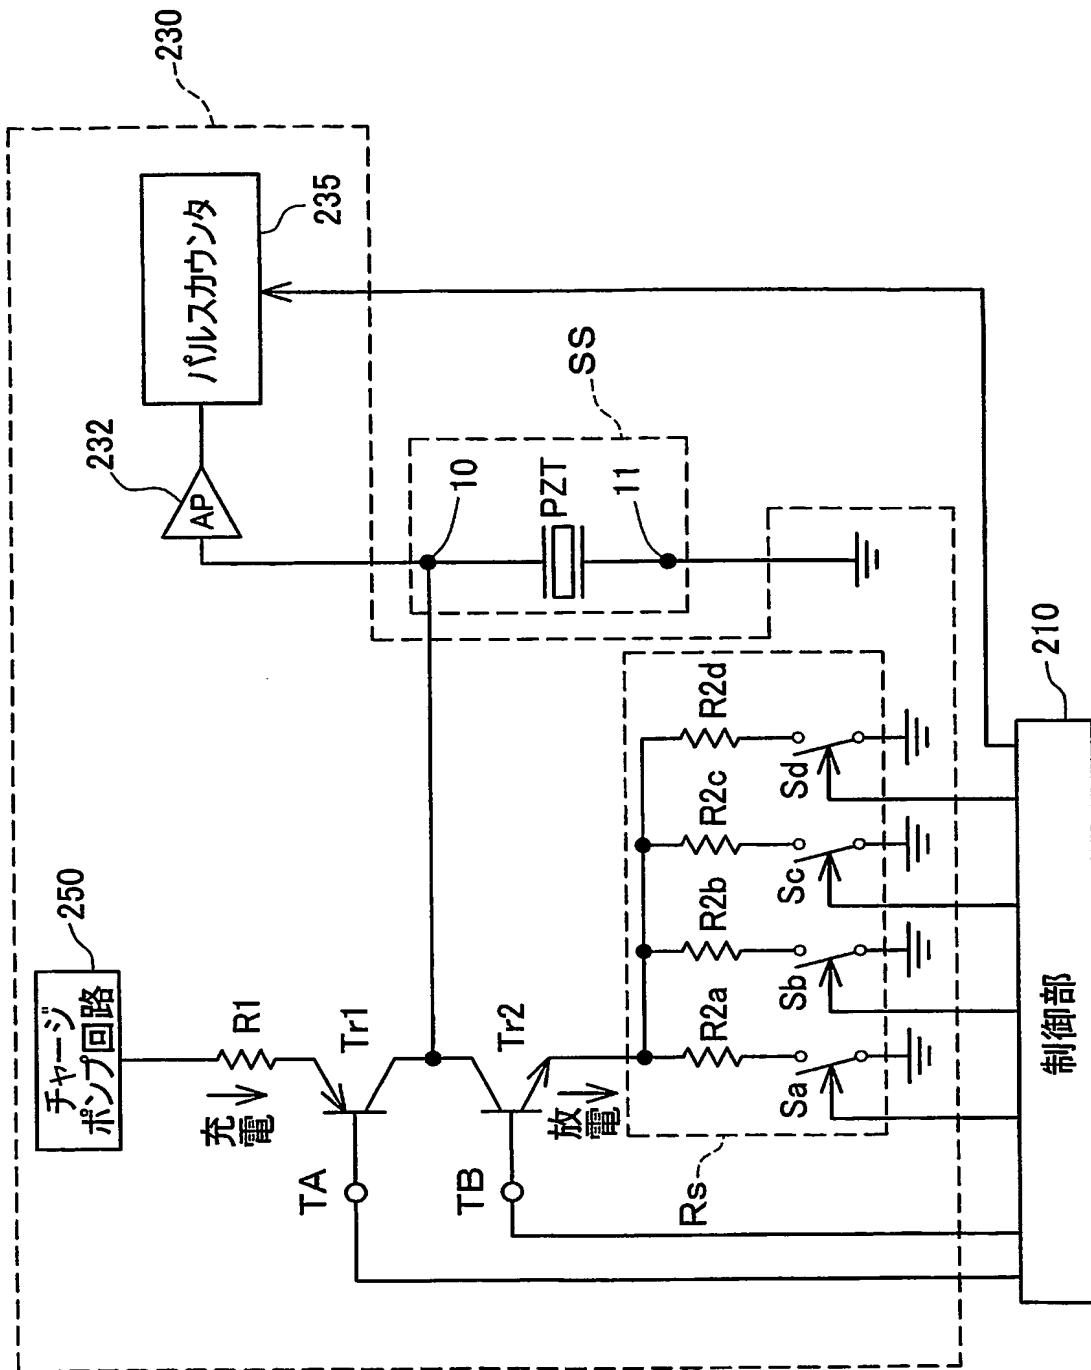 230
パルスカウンタ
235
232
AP
SS
10
PZT
11
250
チャージ
ポンプ回路
R1
充電
Tr1
TA
Tr2
放電
TB
Rs
R2a
R2b
R2c
R2d
Sa
Sb
Sc
Sd
210
制御部